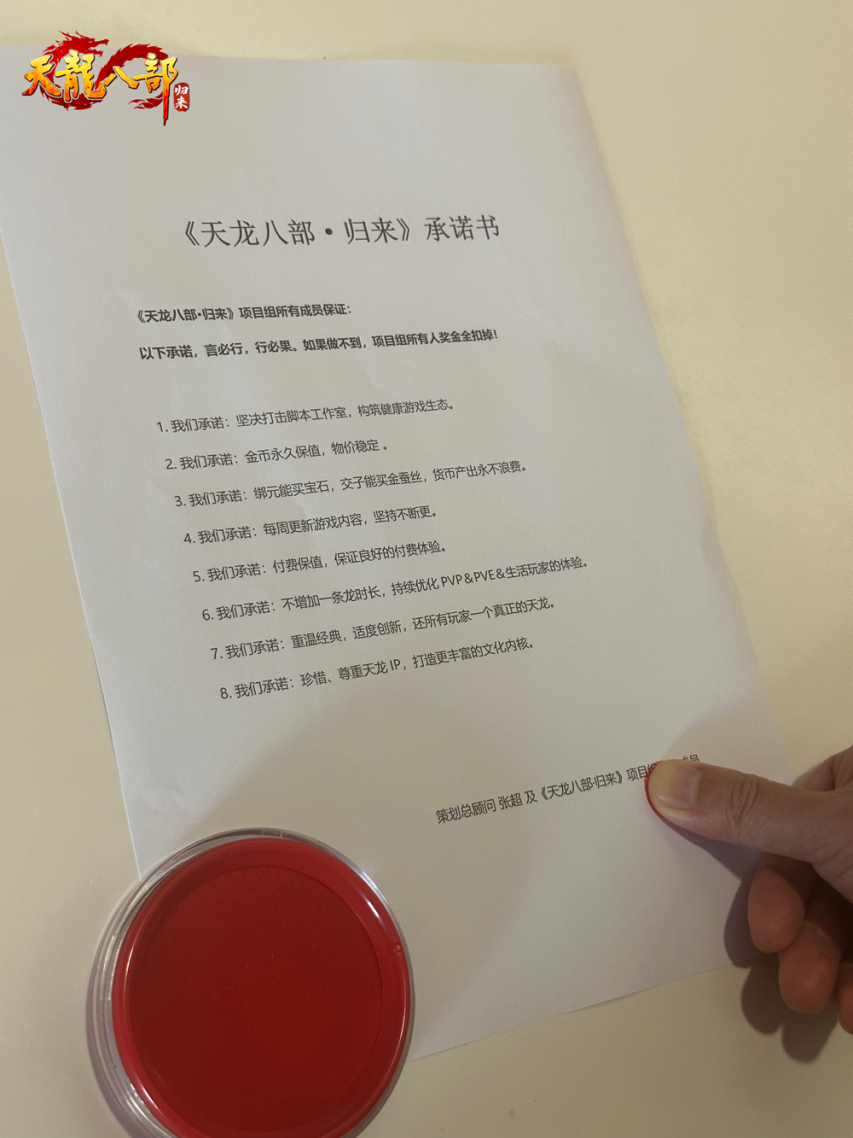 天龍八部
归来
《天龙八部•归来》承诺书
《天龙八部•归来》项目组所有成员保证：
以下承诺，言必行，行必果。如果做不到，项目组所有人奖金全扣掉！
1. 我们承诺：坚决打击脚本工作室，构筑健康游戏生态。
2. 我们承诺：金币永久保值，物价稳定 。
3. 我们承诺：绑元能买宝石，交子能买金蚕丝，货币产出永不浪费。
4. 我们承诺：每周更新游戏内容，坚持不断更。
5. 我们承诺：付费保值，保证良好的付费体验。
6. 我们承诺：不增加一条龙时长，持续优化 PVP＆PVE＆生活玩家的体验。
7. 我们承诺：重温经典，适度创新，还所有玩家一个真正的天龙。
8. 我们承诺：珍惜、尊重天龙 IP，打造更丰富的文化内核。
策划总顾问 张超 及《天龙八部·归来》项目组 成员